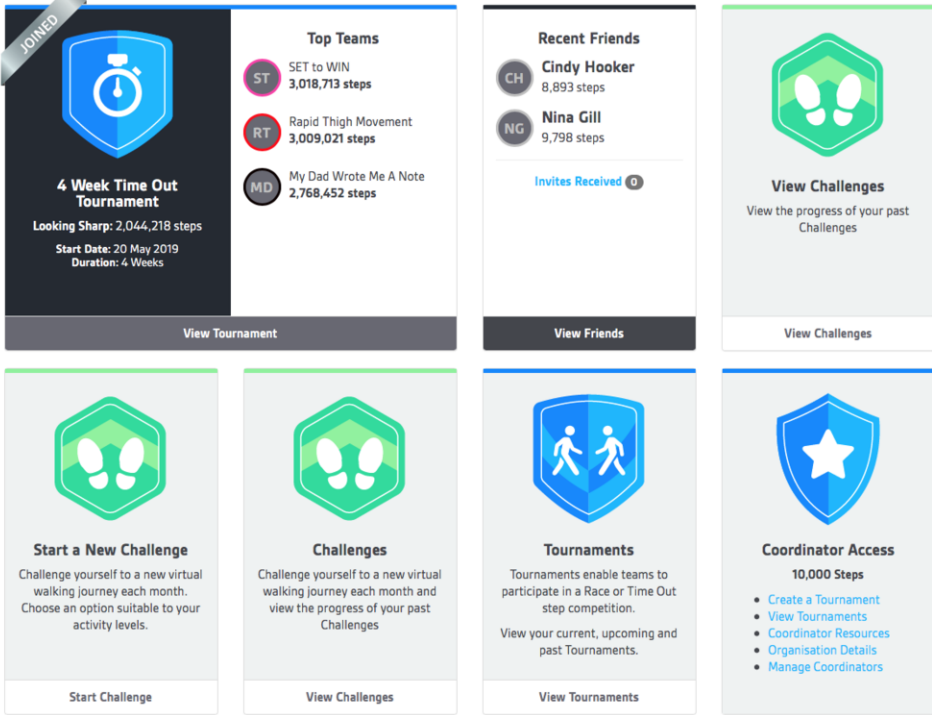 JOINED
4 Week Time Out
Tournament
Looking Sharp: 2,044,218 steps
Start Date: 20 May 2019
Duration: 4 Weeks
Top Teams
ST
SET to WIN
3,018,713 steps
RT
Rapid Thigh Movement
3,009,021 steps
MD
My Dad Wrote Me A Note
2,768,452 steps
View Tournament
Recent Friends
CH
Cindy Hooker
8,893 steps
NG
Nina Gill
9,798 steps
Invites Received 0
View Friends
View Challenges
View the progress of your past
Challenges
View Challenges
Start a New Challenge
Challenge yourself to a new virtual
walking journey each month.
Choose an option suitable to your
activity levels.
Start Challenge
Challenges
Challenge yourself to a new virtual
walking journey each month and
view the progress of your past
Challenges
View Challenges
Tournaments
Tournaments enable teams to
participate in a Race or Time Out
step competition.
View your current, upcoming and
past Tournaments.
View Tournaments
Coordinator Access
10,000 Steps
Create a Tournament
View Tournaments
Coordinator Resources
Organisation Details
Manage Coordinators